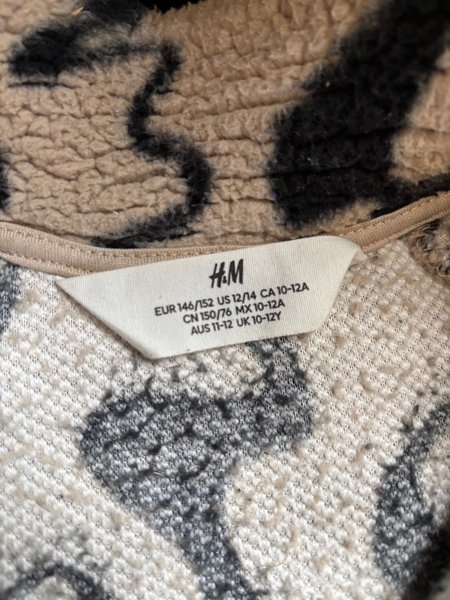 H&M
EUR 146/152 US 12/14 CA 10-12A
CN 150/76 MX 10-12A
AUS 11-12 UK 10-12Y